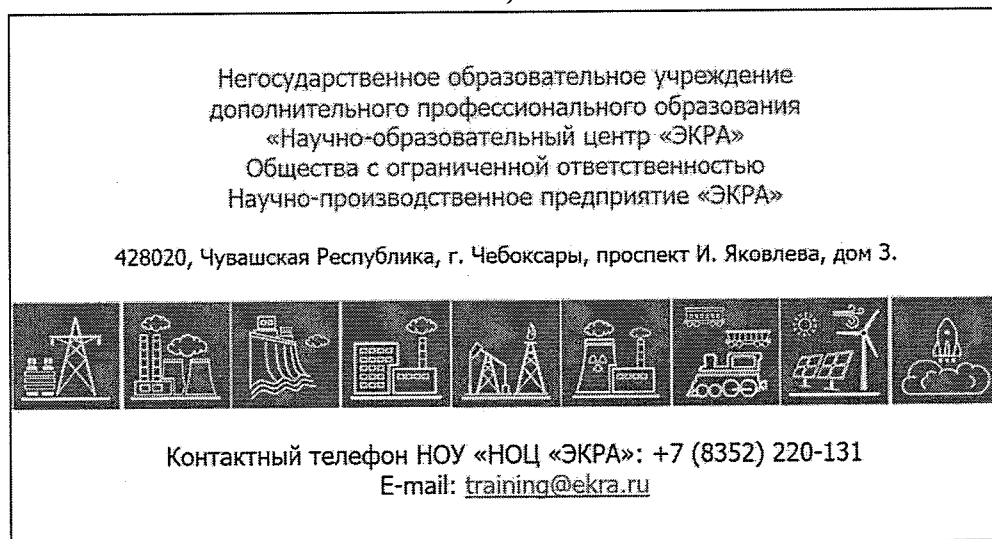 Негосударственное образовательное учреждение
дополнительного профессионального образования
«Научно-образовательный центр «ЭКРА»
Общества с ограниченной ответственностью
Научно-производственное предприятие «ЭКРА»
428020, Чувашская Республика, г. Чебоксары, проспект И. Яковлева, дом 3.
Контактный телефон НОУ «НОЦ «ЭКРА»: +7 (8352) 220-131
E-mail: training@ekra.ru